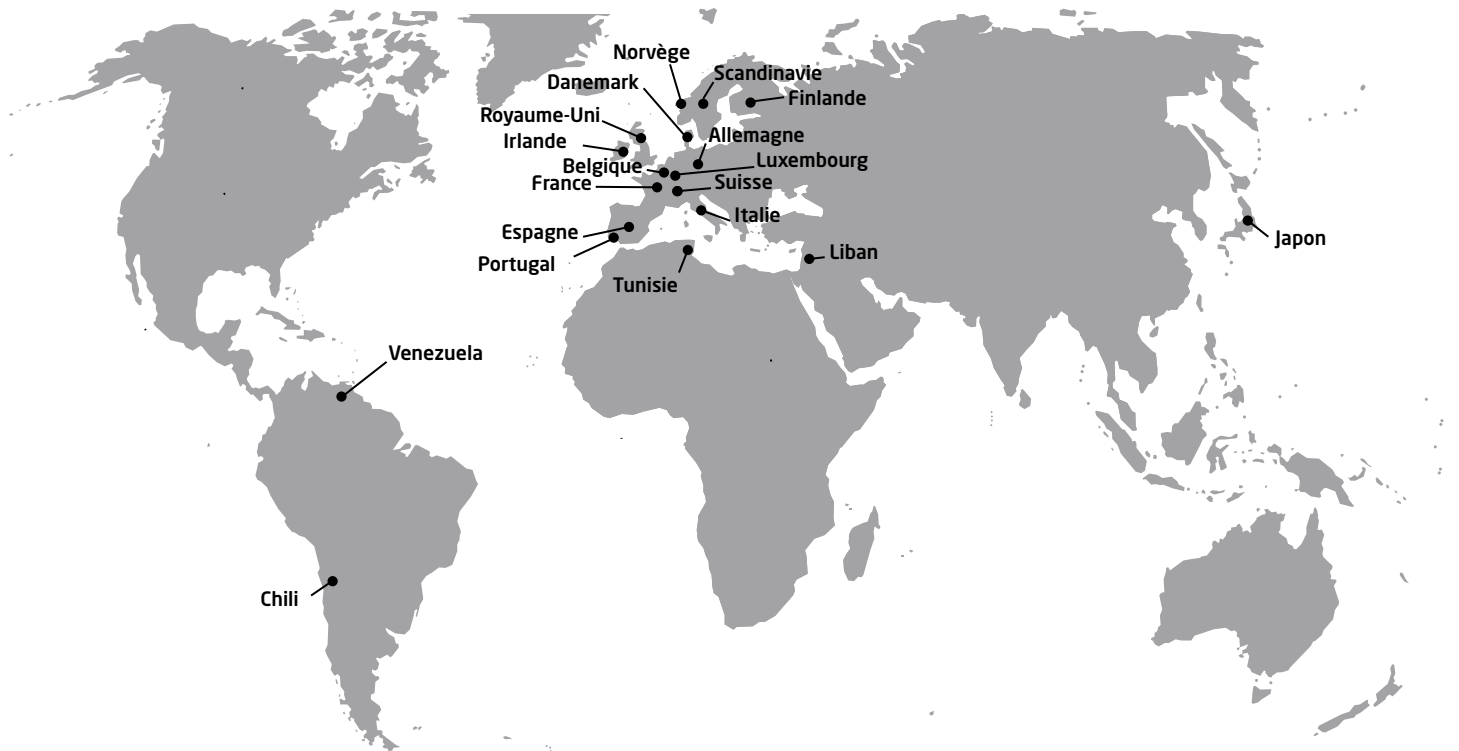 Norvège
Scandinavie
Danemark
Finlande
Royaume-Uni
Allemagne
Irlande
Luxembourg
Belgique
France
Suisse
Italie
Espagne
Japon
Liban
Portugal
Tunisie
Venezuela
Chili